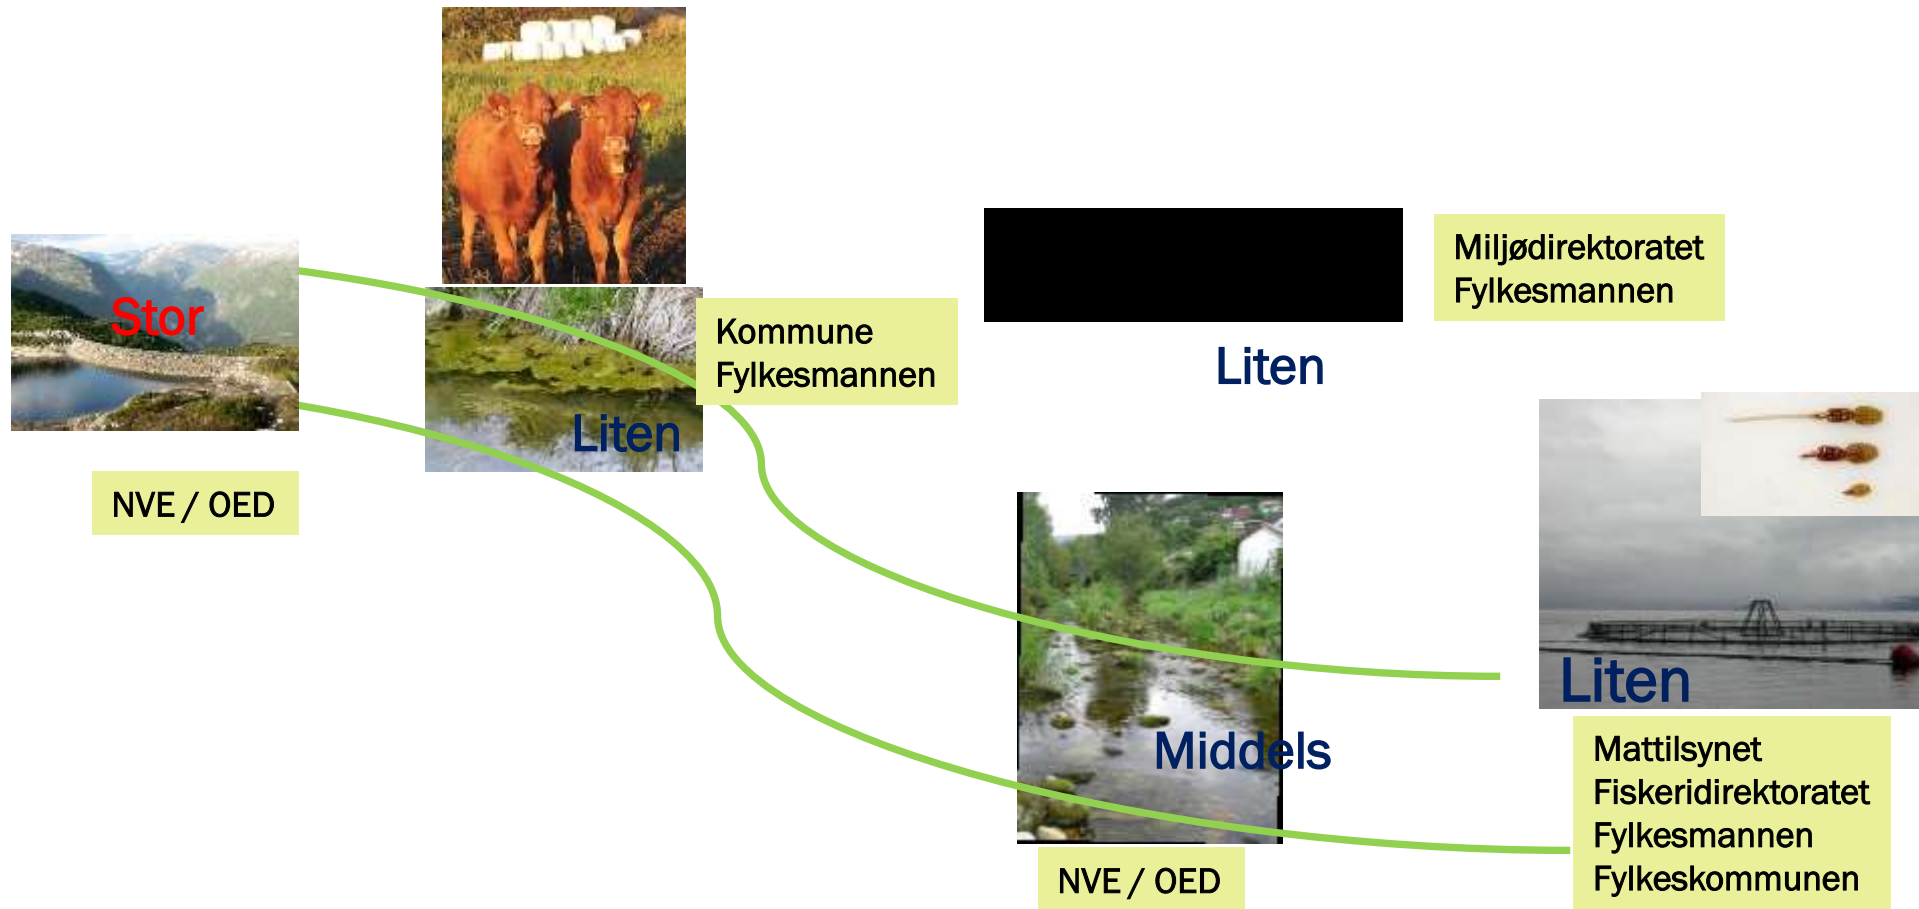 Stor
NVE / OED
Liten
Kommune
Fylkesmannen
Miljødirektoratet
Fylkesmannen
Liten
Middels
NVE / OED
Liten
Mattilsynet
Fiskeridirektoratet
Fylkesmannen
Fylkeskommunen